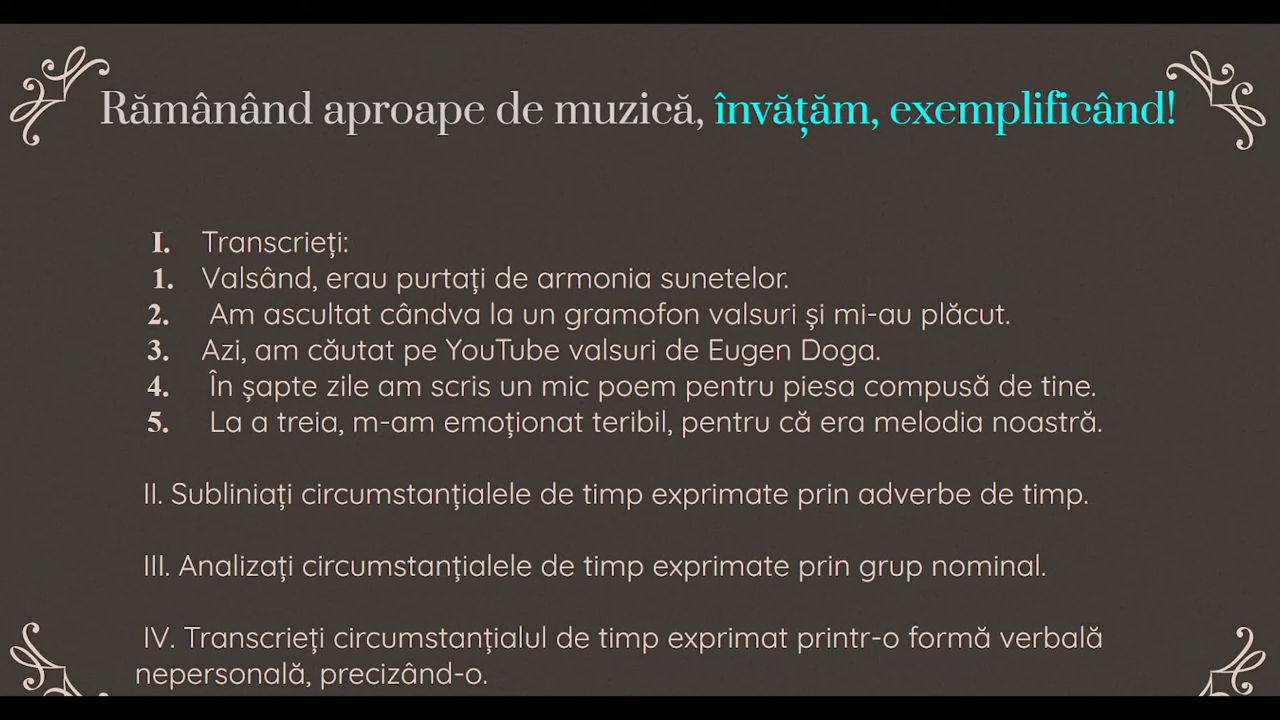 Rămânând aproape de muzică, învățăm, exemplificând!
I. Transcrieți:
1. Valsând, erau purtați de armonia sunetelor.
2. Am ascultat cândva la un gramofon valsuri și mi-au plăcut.
3. Azi, am căutat pe YouTube valsuri de Eugen Doga.
4. În șapte zile am scris un mic poem pentru piesa compusă de tine.
5. La a treia, m-am emoționat teribil, pentru că era melodia noastră.
II. Subliniați circumstanțialele de timp exprimate prin adverbe de timp.
III. Analizați circumstanțialele de timp exprimate prin grup nominal.
IV. Transcrieți circumstanțialul de timp exprimat printr-o formă verbală
nepersonală, precizând-o.